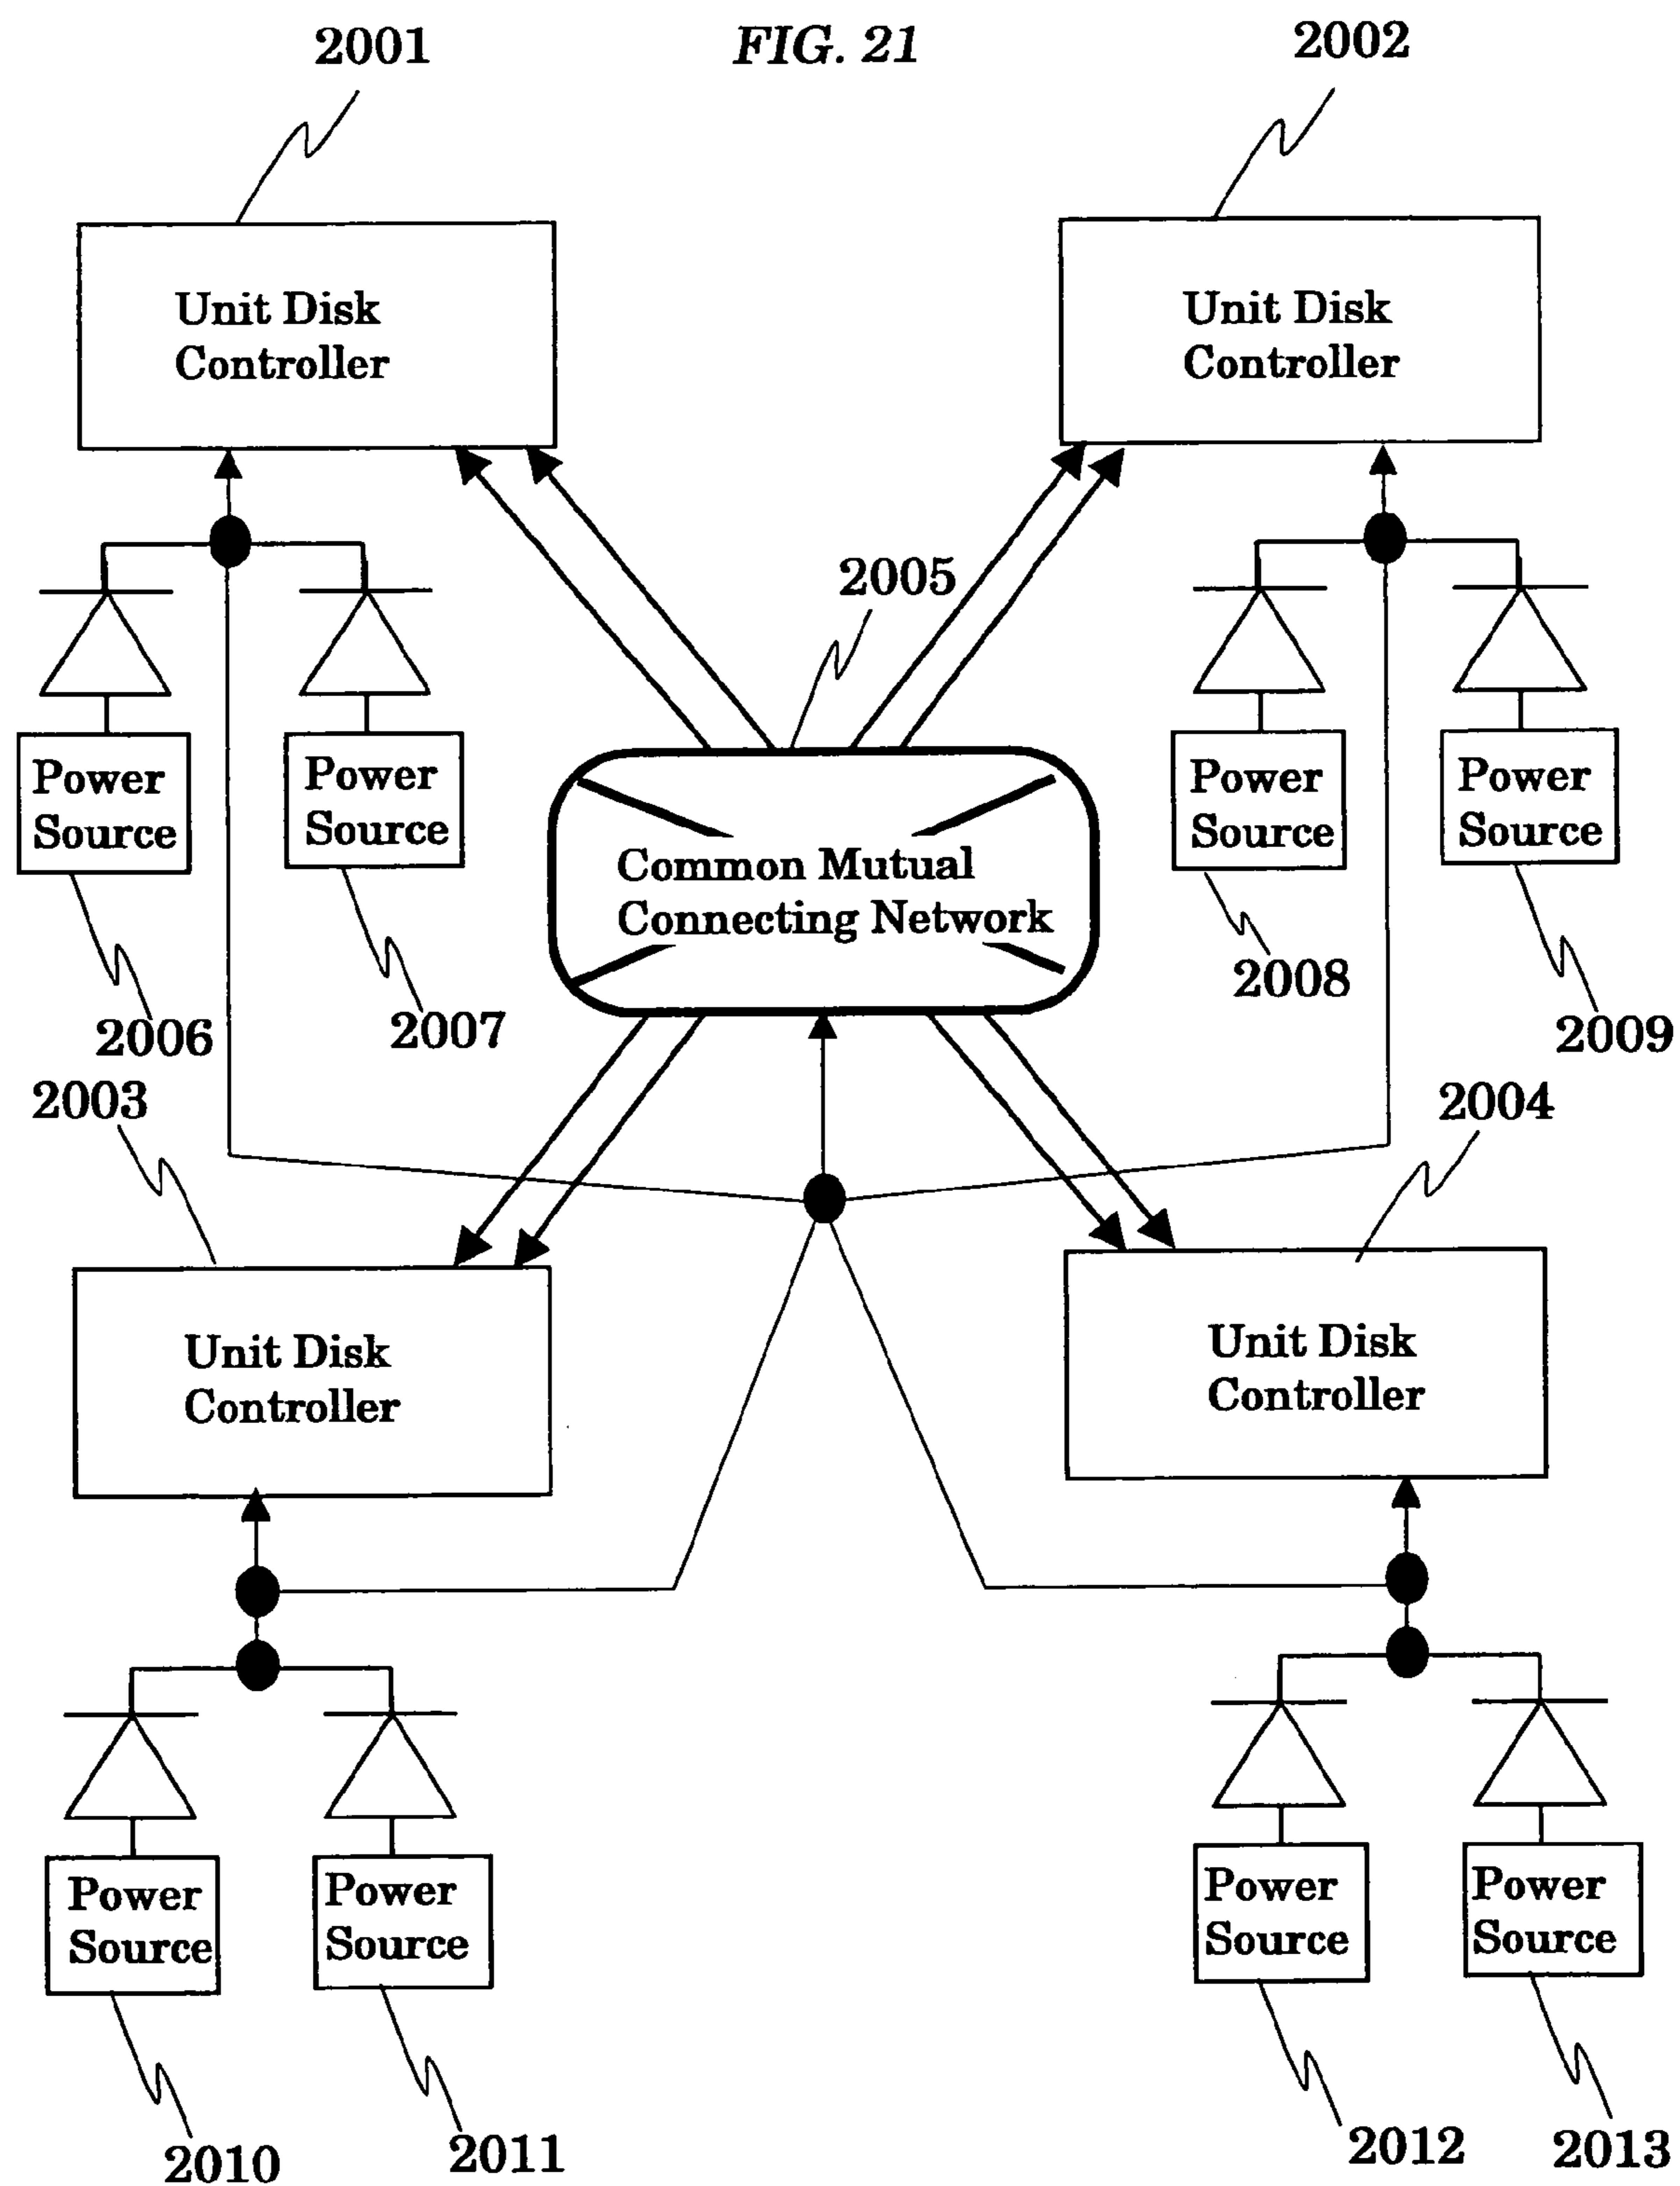 FIG. 21
2001
2002
Unit Disk
Controller
Unit Disk
Controller
2005
Power
Source
Power
Source
Power
Source
Power
Source
Common Mutual
Connecting Network
2006
2007
2008
2009
2003
2004
Unit Disk
Controller
Unit Disk
Controller
Power
Source
Power
Source
Power
Source
Power
Source
2010
2011
2012
2013